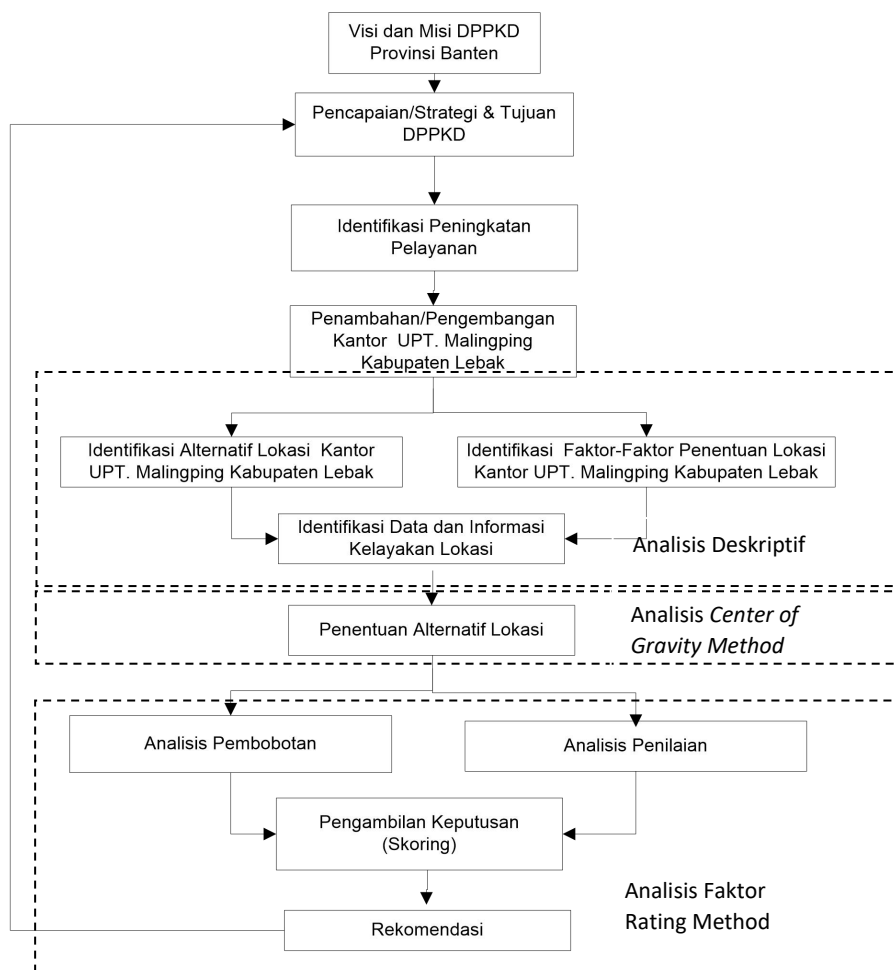 Visi dan Misi DPPKD
Provinsi Banten
Pencapaian/Strategi & Tujuan
DPPKD
Identifikasi Peningkatan
Pelayanan
Penambahan/Pengembangan
Kantor UPT. Malingping
Kabupaten Lebak
Identifikasi Alternatif Lokasi Kantor
UPT. Malingping Kabupaten Lebak
Identifikasi Faktor-Faktor Penentuan Lokasi
Kantor UPT. Malingping Kabupaten Lebak
Identifikasi Data dan Informasi
Kelayakan Lokasi
Analisis Deskriptif
Penentuan Alternatif Lokasi
Analisis Center of
Gravity Method
Analisis Pembobotan
Analisis Penilaian
Pengambilan Keputusan
(Skoring)
Rekomendasi
Analisis Faktor
Rating Method